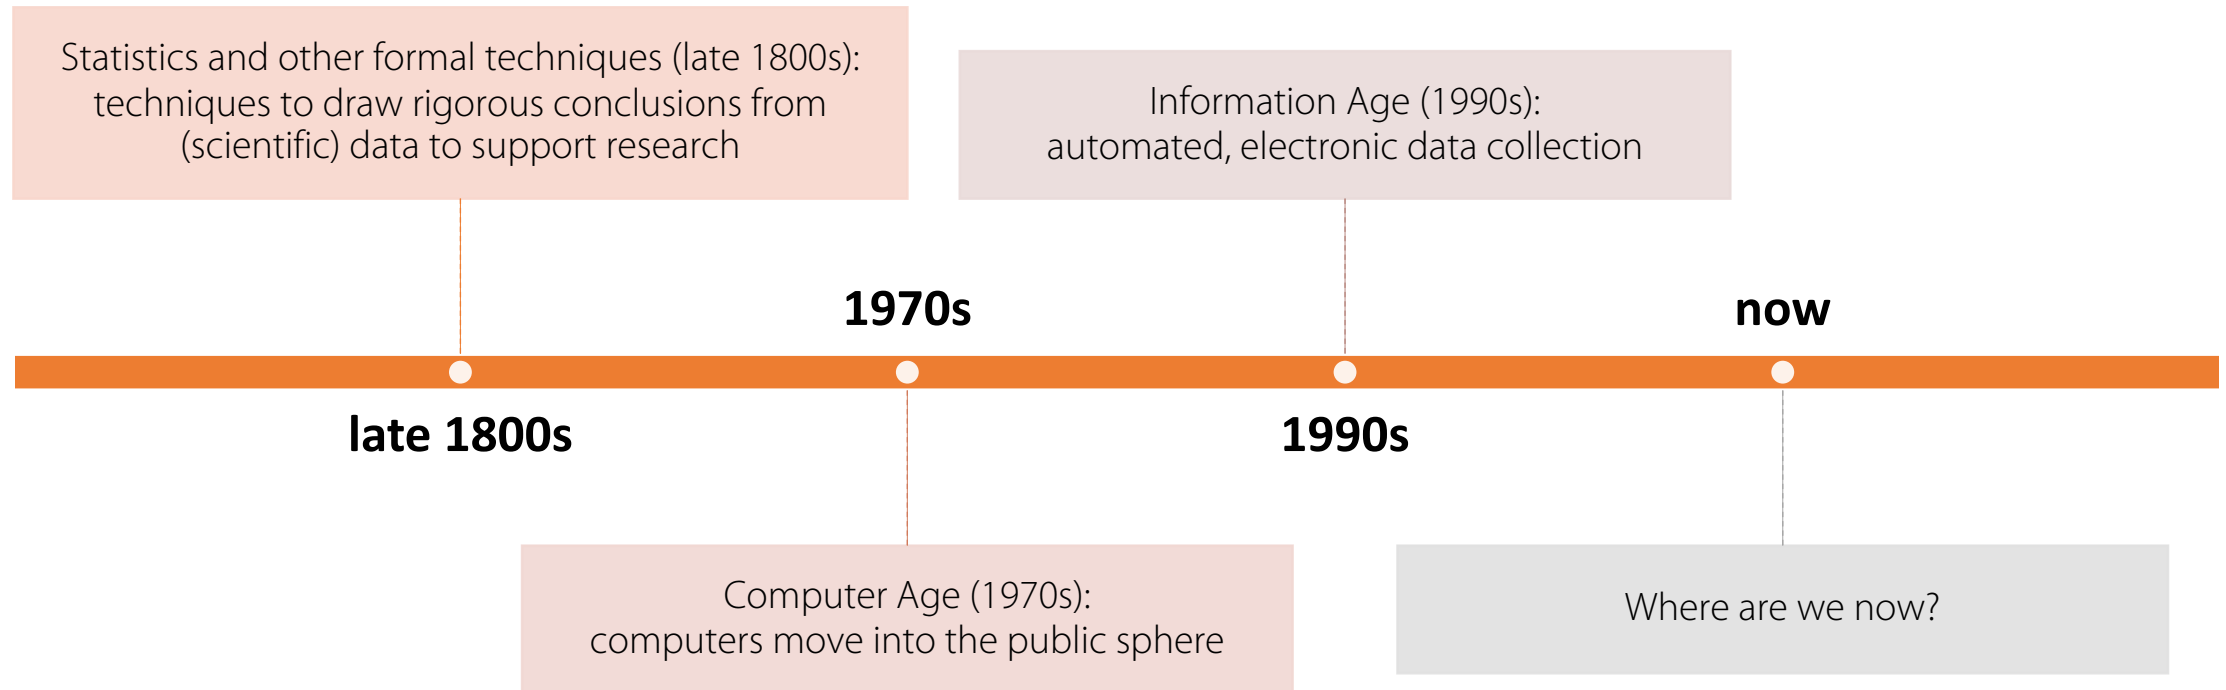 Statistics and other formal techniques (late 1800s):
techniques to draw rigorous conclusions from
(scientific) data to support research
Information Age (1990s):
automated, electronic data collection
1970s
now
late 1800s
1990s
Computer Age (1970s):
computers move into the public sphere
Where are we now?